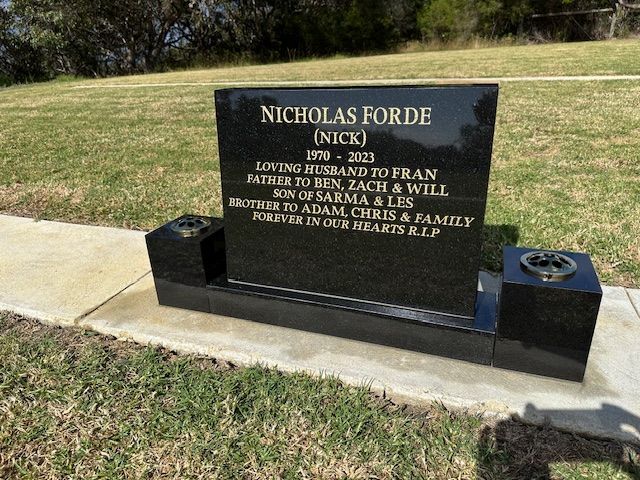 NICHOLAS FORDE
(NICK)
1970 - 2023
LOVING HUSBAND TO FRAN
FATHER TO BEN, ZACH & WILL
SON OF SARMA & LES
BROTHER TO ADAM, CHRIS & FAMILY
FOREVER IN OUR HEARTS R.I.P